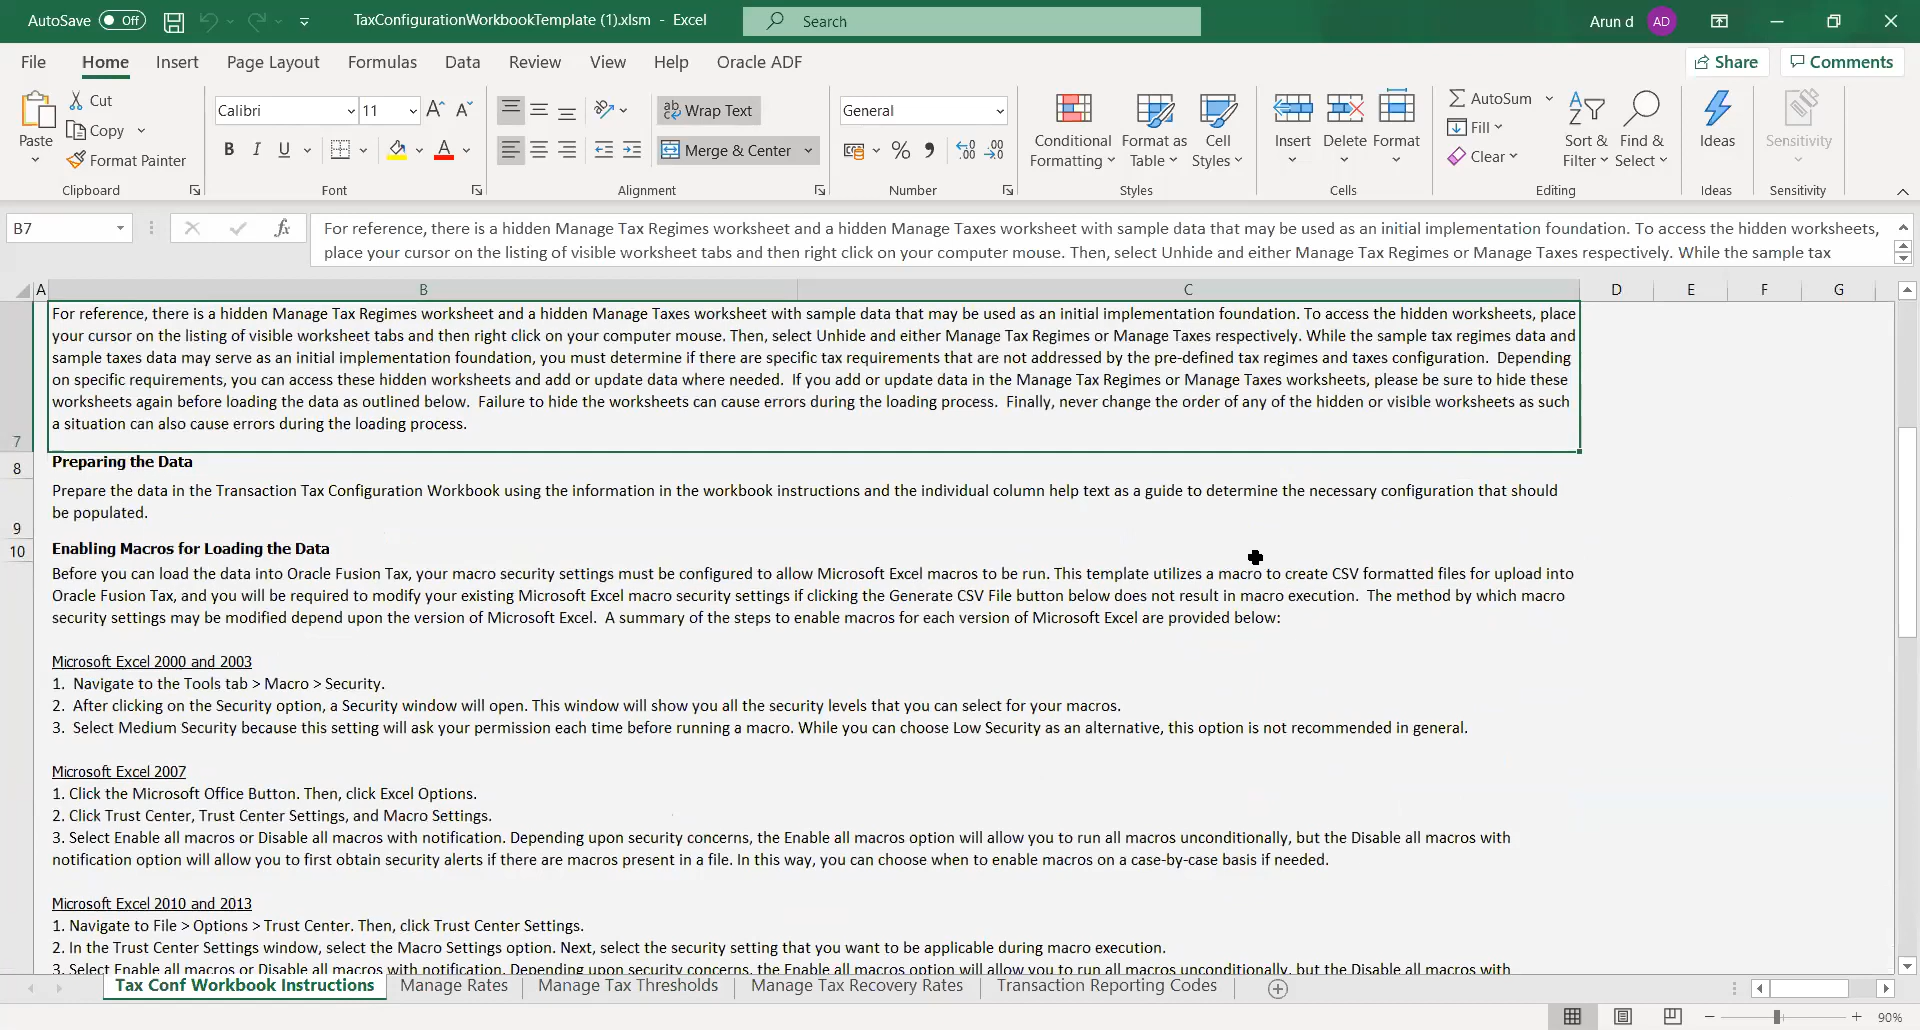 AutoSave Off TaxConfigurationWorkbookTemplate (1).xlsm - Excel Search Arun d AD
File Home Insert Page Layout Formulas Data Review View Help Oracle ADF Share Comments
Paste Cut Copy Format Painter Clipboard
Calibri 11 B I U A Font
Wrap Text Merge & Center Alignment
General % Number
Conditional Formatting Format as Table Cell Styles Styles
Insert Delete Format Cells
AutoSum Fill Clear Sort & Filter Find & Select Editing
Ideas Ideas
Sensitivity Sensitivity
B7 fx For reference, there is a hidden Manage Tax Regimes worksheet and a hidden Manage Taxes worksheet with sample data that may be used as an initial implementation foundation. To access the hidden worksheets,
place your cursor on the listing of visible worksheet tabs and then right click on your computer mouse. Then, select Unhide and either Manage Tax Regimes or Manage Taxes respectively. While the sample tax
A B C D E F G
For reference, there is a hidden Manage Tax Regimes worksheet and a hidden Manage Taxes worksheet with sample data that may be used as an initial implementation foundation. To access the hidden worksheets, place
your cursor on the listing of visible worksheet tabs and then right click on your computer mouse. Then, select Unhide and either Manage Tax Regimes or Manage Taxes respectively. While the sample tax regimes data and
sample taxes data may serve as an initial implementation foundation, you must determine if there are specific tax requirements that are not addressed by the pre-defined tax regimes and taxes configuration.  Depending
on specific requirements, you can access these hidden worksheets and add or update data where needed.  If you add or update data in the Manage Tax Regimes or Manage Taxes worksheets, please be sure to hide these
worksheets again before loading the data as outlined below.  Failure to hide the worksheets can cause errors during the loading process.  Finally, never change the order of any of the hidden or visible worksheets as such
a situation can also cause errors during the loading process.
7
8 Preparing the Data
Prepare the data in the Transaction Tax Configuration Workbook using the information in the workbook instructions and the individual column help text as a guide to determine the necessary configuration that should
be populated.
9
10 Enabling Macros for Loading the Data
Before you can load the data into Oracle Fusion Tax, your macro security settings must be configured to allow Microsoft Excel macros to be run. This template utilizes a macro to create CSV formatted files for upload into
Oracle Fusion Tax, and you will be required to modify your existing Microsoft Excel macro security settings if clicking the Generate CSV File button below does not result in macro execution.  The method by which macro
security settings may be modified depend upon the version of Microsoft Excel.  A summary of the steps to enable macros for each version of Microsoft Excel are provided below:
Microsoft Excel 2000 and 2003
1.  Navigate to the Tools tab > Macro > Security.
2.  After clicking on the Security option, a Security window will open. This window will show you all the security levels that you can select for your macros.
3.  Select Medium Security because this setting will ask your permission each time before running a macro. While you can choose Low Security as an alternative, this option is not recommended in general.
Microsoft Excel 2007
1. Click the Microsoft Office Button. Then, click Excel Options.
2. Click Trust Center, Trust Center Settings, and Macro Settings.
3. Select Enable all macros or Disable all macros with notification. Depending upon security concerns, the Enable all macros option will allow you to run all macros unconditionally, but the Disable all macros with
notification option will allow you to first obtain security alerts if there are macros present in a file. In this way, you can choose when to enable macros on a case-by-case basis if needed.
Microsoft Excel 2010 and 2013
1. Navigate to File > Options > Trust Center. Then, click Trust Center Settings.
2. In the Trust Center Settings window, select the Macro Settings option. Next, select the security setting that you want to be applicable during macro execution.
3. Select Enable all macros or Disable all macros with notification. Depending upon security concerns, the Enable all macros option will allow you to run all macros unconditionally, but the Disable all macros with
Tax Conf Workbook Instructions Manage Rates Manage Tax Thresholds Manage Tax Recovery Rates Transaction Reporting Codes
90%